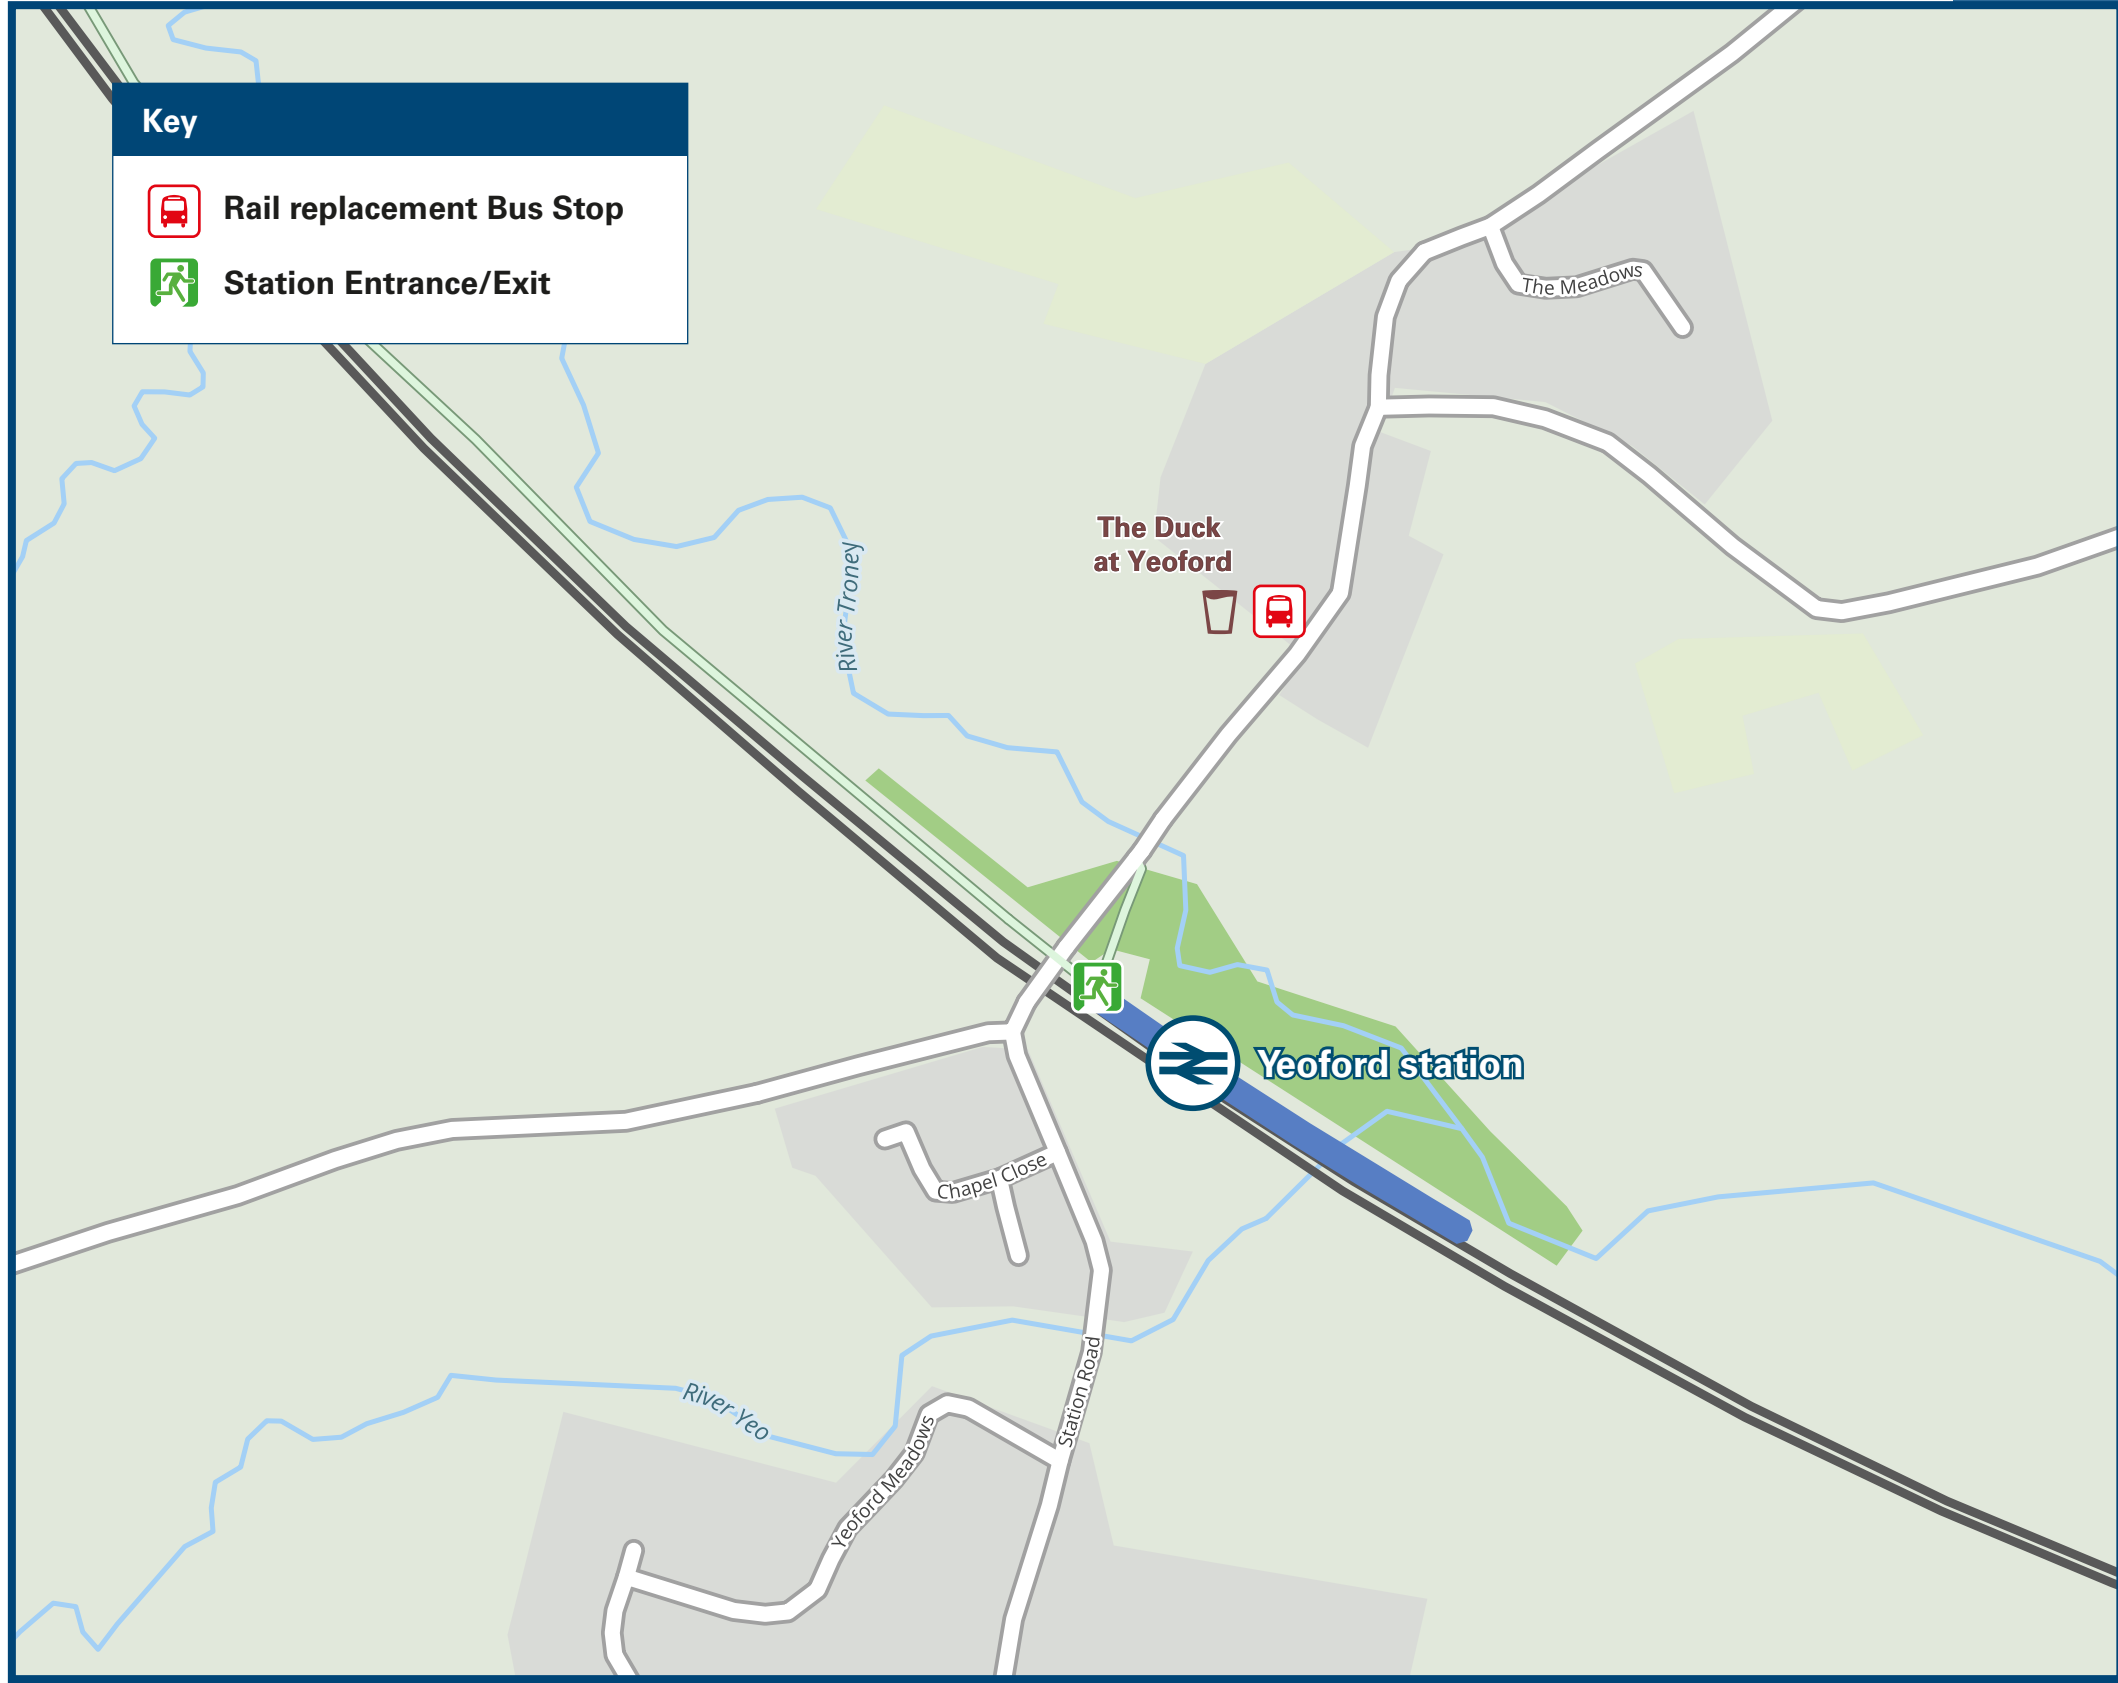 Key
Rail replacement Bus Stop
Station Entrance/Exit
The Meadows
The Duck
at Yeoford
River Troney
Yeoford station
Chapel Close
Station Road
River Yeo
Yeoford Meadows